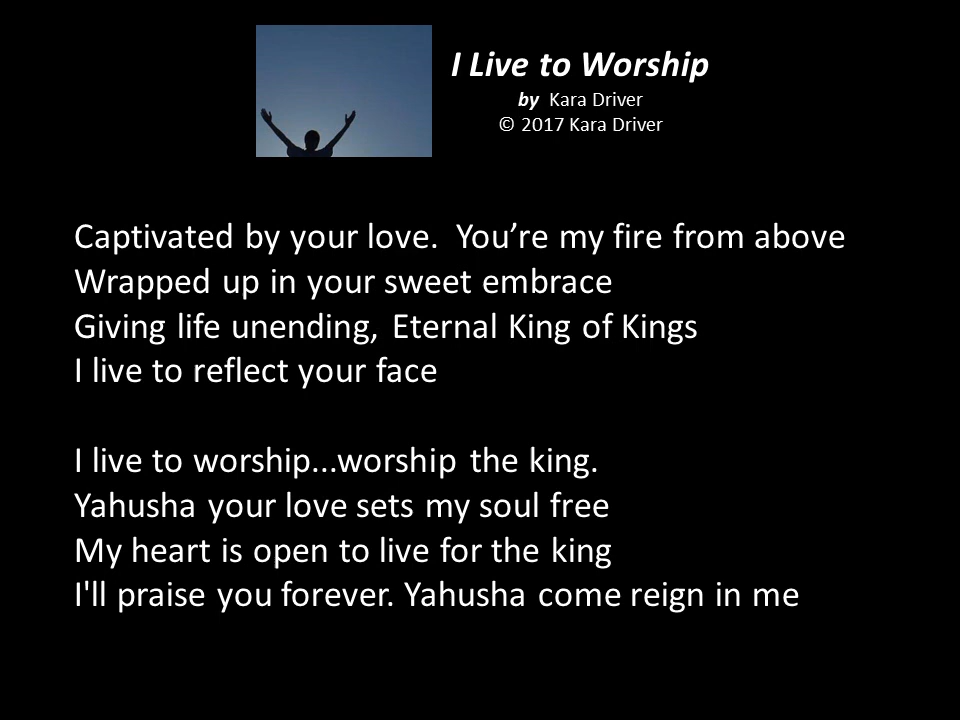 I Live to Worship
by Kara Driver
© 2017 Kara Driver
Captivated by your love. You’re my fire from above
Wrapped up in your sweet embrace
Giving life unending, Eternal King of Kings
I live to reflect your face
I live to worship...worship the king.
Yahusha your love sets my soul free
My heart is open to live for the king
I'll praise you forever. Yahusha come reign in me